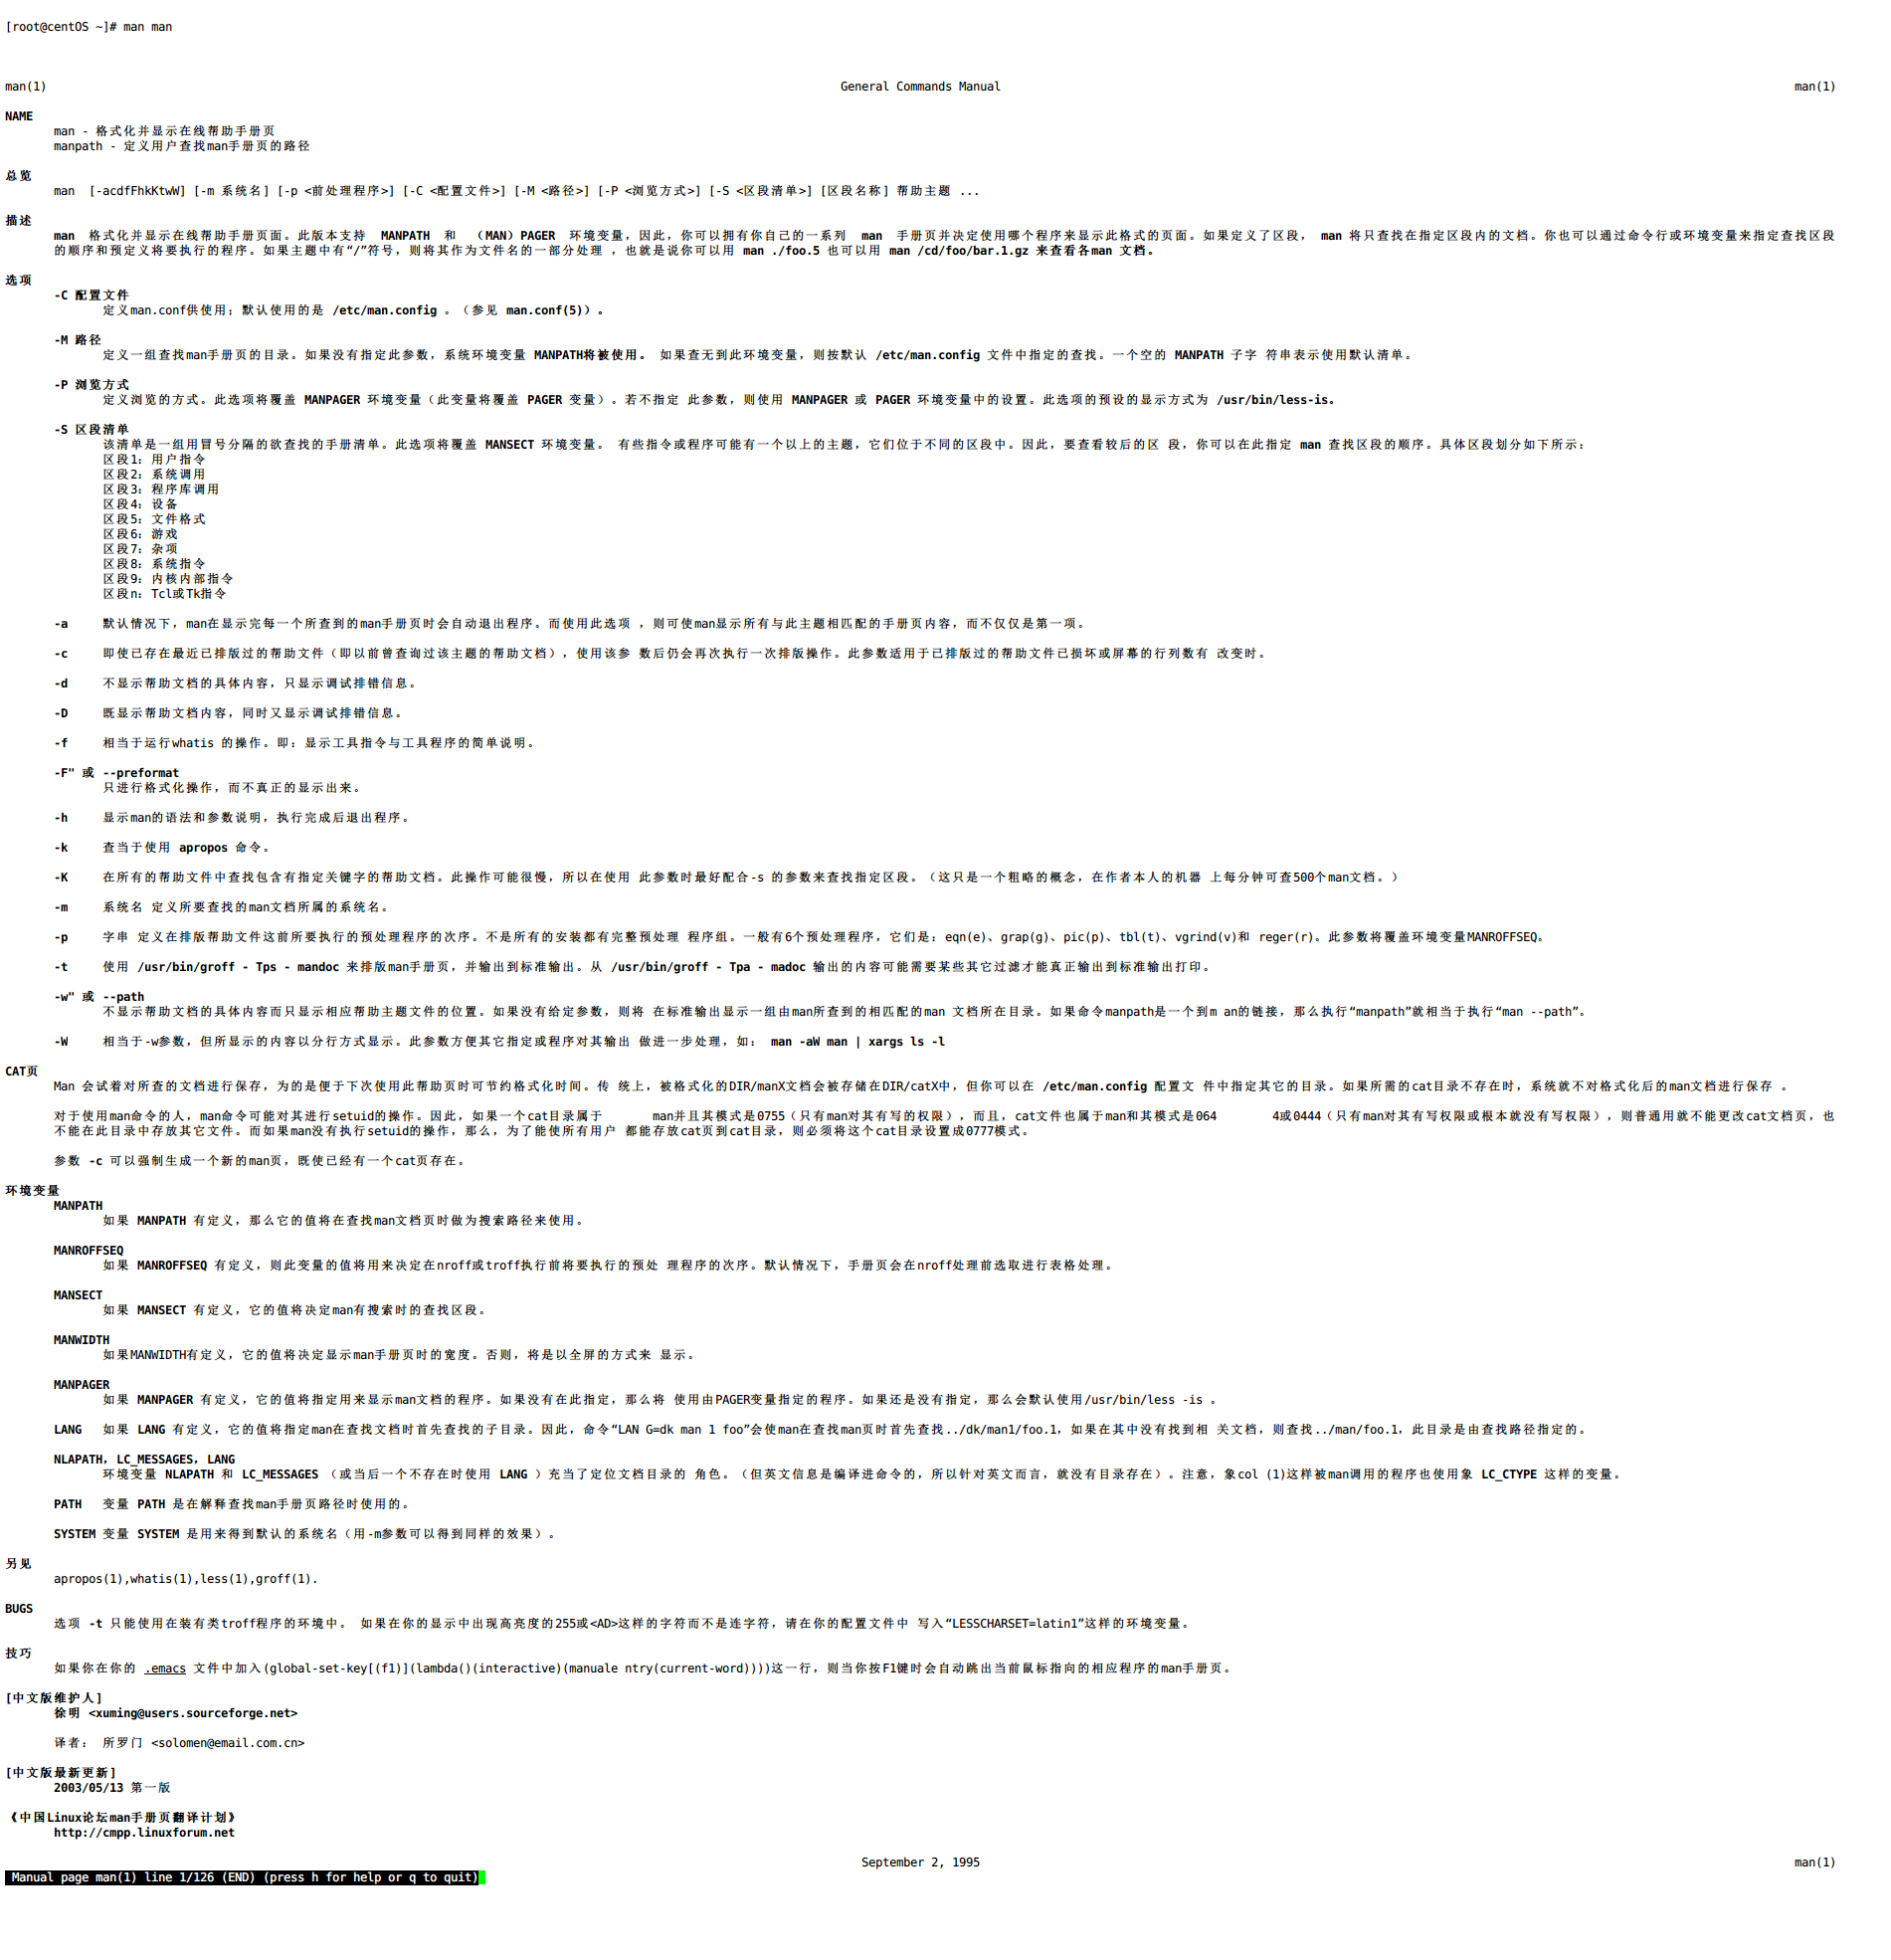 [root@centOS ~]# man man
man(1) General Commands Manual man(1)
NAME
man - 格式化并显示在线帮助手册页
manpath - 定义用户查找man手册页的路径
总览
man [-acdfFhkKtwW] [-m 系统名] [-p <前处理程序>] [-C <配置文件>] [-M <路径>] [-P <浏览方式>] [-S <区段清单>] [区段名称] 帮助主题 ...
描述
man 格式化并显示在线帮助手册页面。此版本支持 MANPATH 和 （MAN）PAGER 环境变量，因此，你可以拥有你自己的一系列 man 手册页并决定使用哪个程序来显示此格式的页面。如果定义了区段， man 将只查找在指定区段内的文档。你也可以通过命令行或环境变量来指定查找区段
的顺序和预定义将要执行的程序。如果主题中有“/”符号，则将其作为文件名的一部分处理 ，也就是说你可以用 man ./foo.5 也可以用 man /cd/foo/bar.1.gz 来查看各man 文档。
选项
-C 配置文件
定义man.conf供使用；默认使用的是 /etc/man.config 。（参见 man.conf(5)）。
-M 路径
定义一组查找man手册页的目录。如果没有指定此参数，系统环境变量 MANPATH将被使用。 如果查无到此环境变量，则按默认 /etc/man.config 文件中指定的查找。一个空的 MANPATH 子字 符串表示使用默认清单。
-P 浏览方式
定义浏览的方式。此选项将覆盖 MANPAGER 环境变量（此变量将覆盖 PAGER 变量）。若不指定 此参数，则使用 MANPAGER 或 PAGER 环境变量中的设置。此选项的预设的显示方式为 /usr/bin/less-is。
-S 区段清单
该清单是一组用冒号分隔的欲查找的手册清单。此选项将覆盖 MANSECT 环境变量。 有些指令或程序可能有一个以上的主题，它们位于不同的区段中。因此，要查看较后的区 段，你可以在此指定 man 查找区段的顺序。具体区段划分如下所示：
区段1：用户指令
区段2：系统调用
区段3：程序库调用
区段4：设备
区段5：文件格式
区段6：游戏
区段7：杂项
区段8：系统指令
区段9：内核内部指令
区段n：Tcl或Tk指令
-a 默认情况下，man在显示完每一个所查到的man手册页时会自动退出程序。而使用此选项 ，则可使man显示所有与此主题相匹配的手册页内容，而不仅仅是第一项。
-c 即使已存在最近已排版过的帮助文件（即以前曾查询过该主题的帮助文档），使用该参 数后仍会再次执行一次排版操作。此参数适用于已排版过的帮助文件已损坏或屏幕的行列数有 改变时。
-d 不显示帮助文档的具体内容，只显示调试排错信息。
-D 既显示帮助文档内容，同时又显示调试排错信息。
-f 相当于运行whatis 的操作。即：显示工具指令与工具程序的简单说明。
-F" 或 --preformat
只进行格式化操作，而不真正的显示出来。
-h 显示man的语法和参数说明，执行完成后退出程序。
-k 查当于使用 apropos 命令。
-K 在所有的帮助文件中查找包含有指定关键字的帮助文档。此操作可能很慢，所以在使用 此参数时最好配合-s 的参数来查找指定区段。（这只是一个粗略的概念，在作者本人的机器 上每分钟可查500个man文档。）
-m 系统名 定义所要查找的man文档所属的系统名。
-p 字串 定义在排版帮助文件这前所要执行的预处理程序的次序。不是所有的安装都有完整预处理 程序组。一般有6个预处理程序，它们是：eqn(e)、grap(g)、pic(p)、tbl(t)、vgrind(v)和 reger(r)。此参数将覆盖环境变量MANROFFSEQ。
-t 使用 /usr/bin/groff - Tps - mandoc 来排版man手册页，并输出到标准输出。从 /usr/bin/groff - Tpa - madoc 输出的内容可能需要某些其它过滤才能真正输出到标准输出打印。
-w" 或 --path
不显示帮助文档的具体内容而只显示相应帮助主题文件的位置。如果没有给定参数，则将 在标准输出显示一组由man所查到的相匹配的man 文档所在目录。如果命令manpath是一个到m an的链接，那么执行“manpath”就相当于执行“man --path”。
-W 相当于-w参数，但所显示的内容以分行方式显示。此参数方便其它指定或程序对其输出 做进一步处理，如： man -aW man | xargs ls -l
CAT页
Man 会试着对所查的文档进行保存，为的是便于下次使用此帮助页时可节约格式化时间。传 统上，被格式化的DIR/manX文档会被存储在DIR/catX中，但你可以在 /etc/man.config 配置文 件中指定其它的目录。如果所需的cat目录不存在时，系统就不对格式化后的man文档进行保存 。
对于使用man命令的人，man命令可能对其进行setuid的操作。因此，如果一个cat目录属于 man并且其模式是0755（只有man对其有写的权限），而且，cat文件也属于man和其模式是064 4或0444（只有man对其有写权限或根本就没有写权限），则普通用就不能更改cat文档页，也
不能在此目录中存放其它文件。而如果man没有执行setuid的操作，那么，为了能使所有用户 都能存放cat页到cat目录，则必须将这个cat目录设置成0777模式。
参数 -c 可以强制生成一个新的man页，既使已经有一个cat页存在。
环境变量
MANPATH
如果 MANPATH 有定义，那么它的值将在查找man文档页时做为搜索路径来使用。
MANROFFSEQ
如果 MANROFFSEQ 有定义，则此变量的值将用来决定在nroff或troff执行前将要执行的预处 理程序的次序。默认情况下，手册页会在nroff处理前选取进行表格处理。
MANSECT
如果 MANSECT 有定义，它的值将决定man有搜索时的查找区段。
MANWIDTH
如果MANWIDTH有定义，它的值将决定显示man手册页时的宽度。否则，将是以全屏的方式来 显示。
MANPAGER
如果 MANPAGER 有定义，它的值将指定用来显示man文档的程序。如果没有在此指定，那么将 使用由PAGER变量指定的程序。如果还是没有指定，那么会默认使用/usr/bin/less -is 。
LANG 如果 LANG 有定义，它的值将指定man在查找文档时首先查找的子目录。因此，命令“LAN G=dk man 1 foo”会使man在查找man页时首先查找../dk/man1/foo.1，如果在其中没有找到相 关文档，则查找../man/foo.1，此目录是由查找路径指定的。
NLAPATH，LC_MESSAGES，LANG
环境变量 NLAPATH 和 LC_MESSAGES （或当后一个不存在时使用 LANG ）充当了定位文档目录的 角色。（但英文信息是编译进命令的，所以针对英文而言，就没有目录存在）。注意，象col (1)这样被man调用的程序也使用象 LC_CTYPE 这样的变量。
PATH 变量 PATH 是在解释查找man手册页路径时使用的。
SYSTEM 变量 SYSTEM 是用来得到默认的系统名（用-m参数可以得到同样的效果）。
另见
apropos(1),whatis(1),less(1),groff(1).
BUGS
选项 -t 只能使用在装有类troff程序的环境中。 如果在你的显示中出现高亮度的255或<AD>这样的字符而不是连字符，请在你的配置文件中 写入“LESSCHARSET=latin1”这样的环境变量。
技巧
如果你在你的 .emacs 文件中加入(global-set-key[(f1)](lambda()(interactive)(manuale ntry(current-word))))这一行，则当你按F1键时会自动跳出当前鼠标指向的相应程序的man手册页。
[中文版维护人]
徐明 <xuming@users.sourceforge.net>
译者： 所罗门 <solomen@email.com.cn>
[中文版最新更新]
2003/05/13 第一版
《中国Linux论坛man手册页翻译计划》
http://cmpp.linuxforum.net
September 2, 1995 man(1)
Manual page man(1) line 1/126 (END) (press h for help or q to quit)